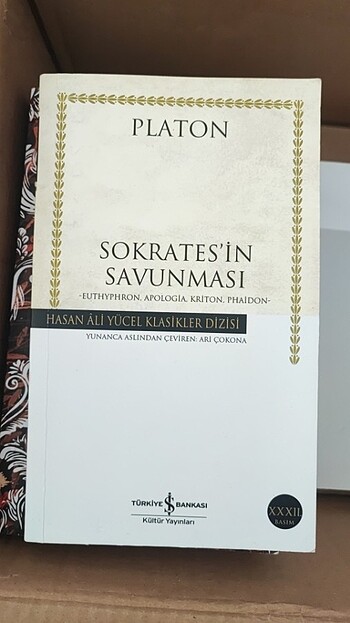 PLATON
SOKRATES'İN
SAVUNMASI
-EUTHYPHRON, APOLOGİA, KRİTON, PHAİDON-
HASAN ÂLİ YÜCEL KLASİKLER DİZİSİ
YUNANCA ASLINDAN ÇEVİREN: ARİ ÇOKONA
TÜRKİYE İŞ BANKASI
Kültür Yayınları
XXXII.
BASIM